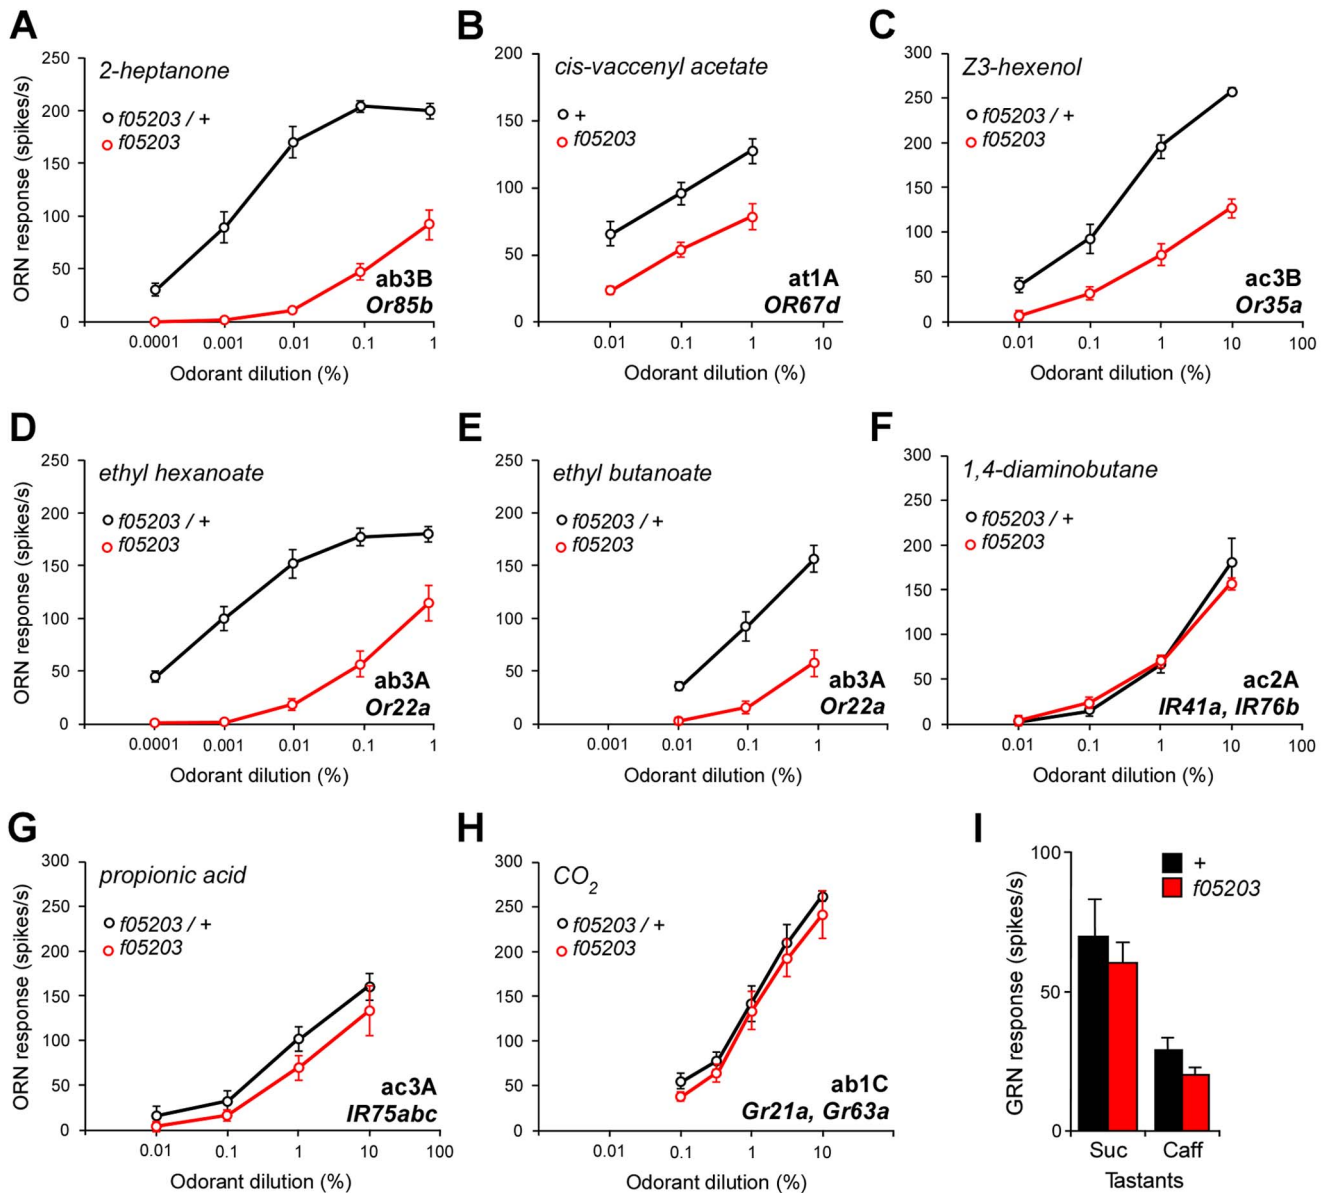 A
ORN response (spikes/s)
250
200
150
100
50
0
2-heptanone
f05203 / +
f05203
ab3B
Or85b
0.0001 0.001 0.01 0.1 1
Odorant dilution (%)
B
200
150
100
50
0
cis-vaccenyl acetate
+
f05203
at1A
OR67d
0.01 0.1 1 10
Odorant dilution (%)
C
300
250
200
150
100
50
0
Z3-hexenol
f05203 / +
f05203
ac3B
Or35a
0.01 0.1 1 10 100
Odorant dilution (%)
D
ORN response (spikes/s)
250
200
150
100
50
0
ethyl hexanoate
f05203 / +
f05203
ab3A
Or22a
0.0001 0.001 0.01 0.1 1
Odorant dilution (%)
E
250
200
150
100
50
0
ethyl butanoate
f05203 / +
f05203
ab3A
Or22a
0.001 0.01 0.1 1
Odorant dilution (%)
F
300
250
200
150
100
50
0
1,4-diaminobutane
f05203 / +
f05203
ac2A
IR41a, IR76b
0.01 0.1 1 10 100
Odorant dilution (%)
G
ORN response (spikes/s)
300
250
200
150
100
50
0
propionic acid
f05203 / +
f05203
ac3A
IR75abc
0.01 0.1 1 10 100
Odorant dilution (%)
H
300
250
200
150
100
50
0
CO2
f05203 / +
f05203
ab1C
Gr21a, Gr63a
0.01 0.1 1 10
Odorant dilution (%)
I
GRN response (spikes/s)
100
50
0
+
f05203
Suc Caff
Tastants